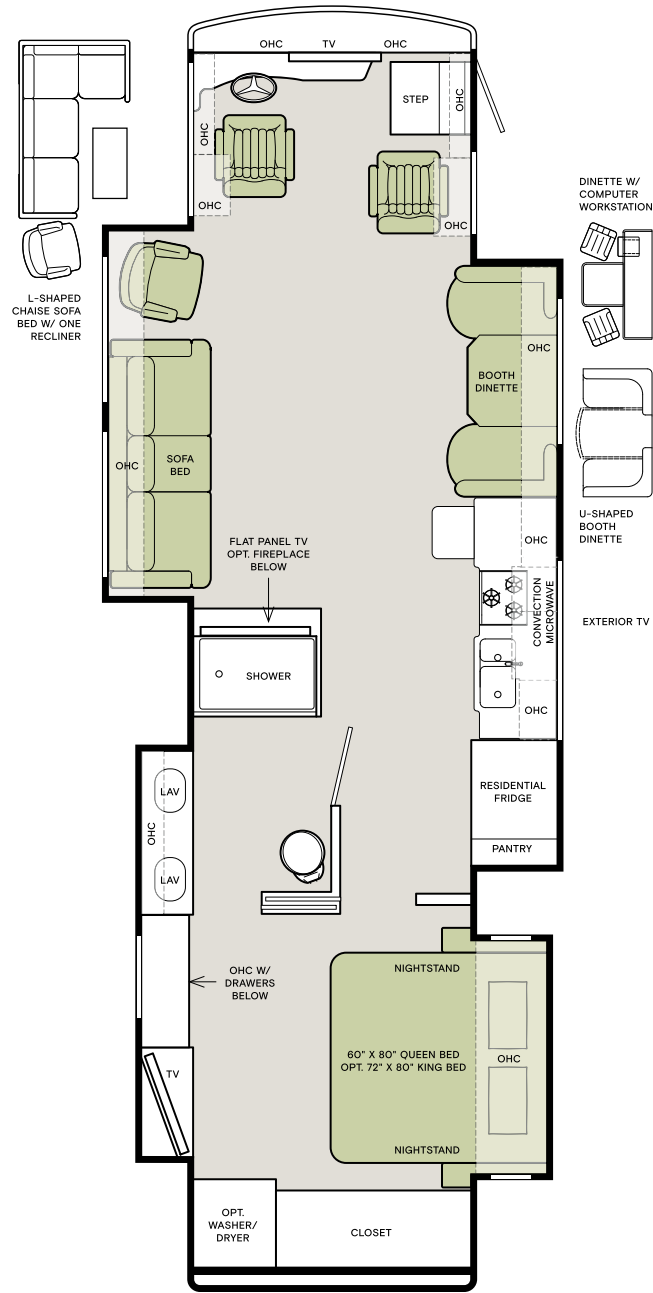 OHC TV OHC
STEP
OHC
OHC
OHC
OHC
DINETTE W/
COMPUTER
WORKSTATION
L-SHAPED
CHAISE SOFA
BED W/ ONE
RECLINER
OHC
BOOTH
DINETTE
OHC
SOFA
BED
U-SHAPED
BOOTH
DINETTE
FLAT PANEL TV
OPT. FIREPLACE
BELOW
OHC
CONVECTION
MICROWAVE
EXTERIOR TV
SHOWER
OHC
LAV
RESIDENTIAL
FRIDGE
OHC
PANTRY
LAV
NIGHTSTAND
OHC W/
DRAWERS
BELOW
60" X 80" QUEEN BED
OPT. 72" X 80" KING BED
OHC
TV
NIGHTSTAND
OPT.
WASHER/
DRYER
CLOSET